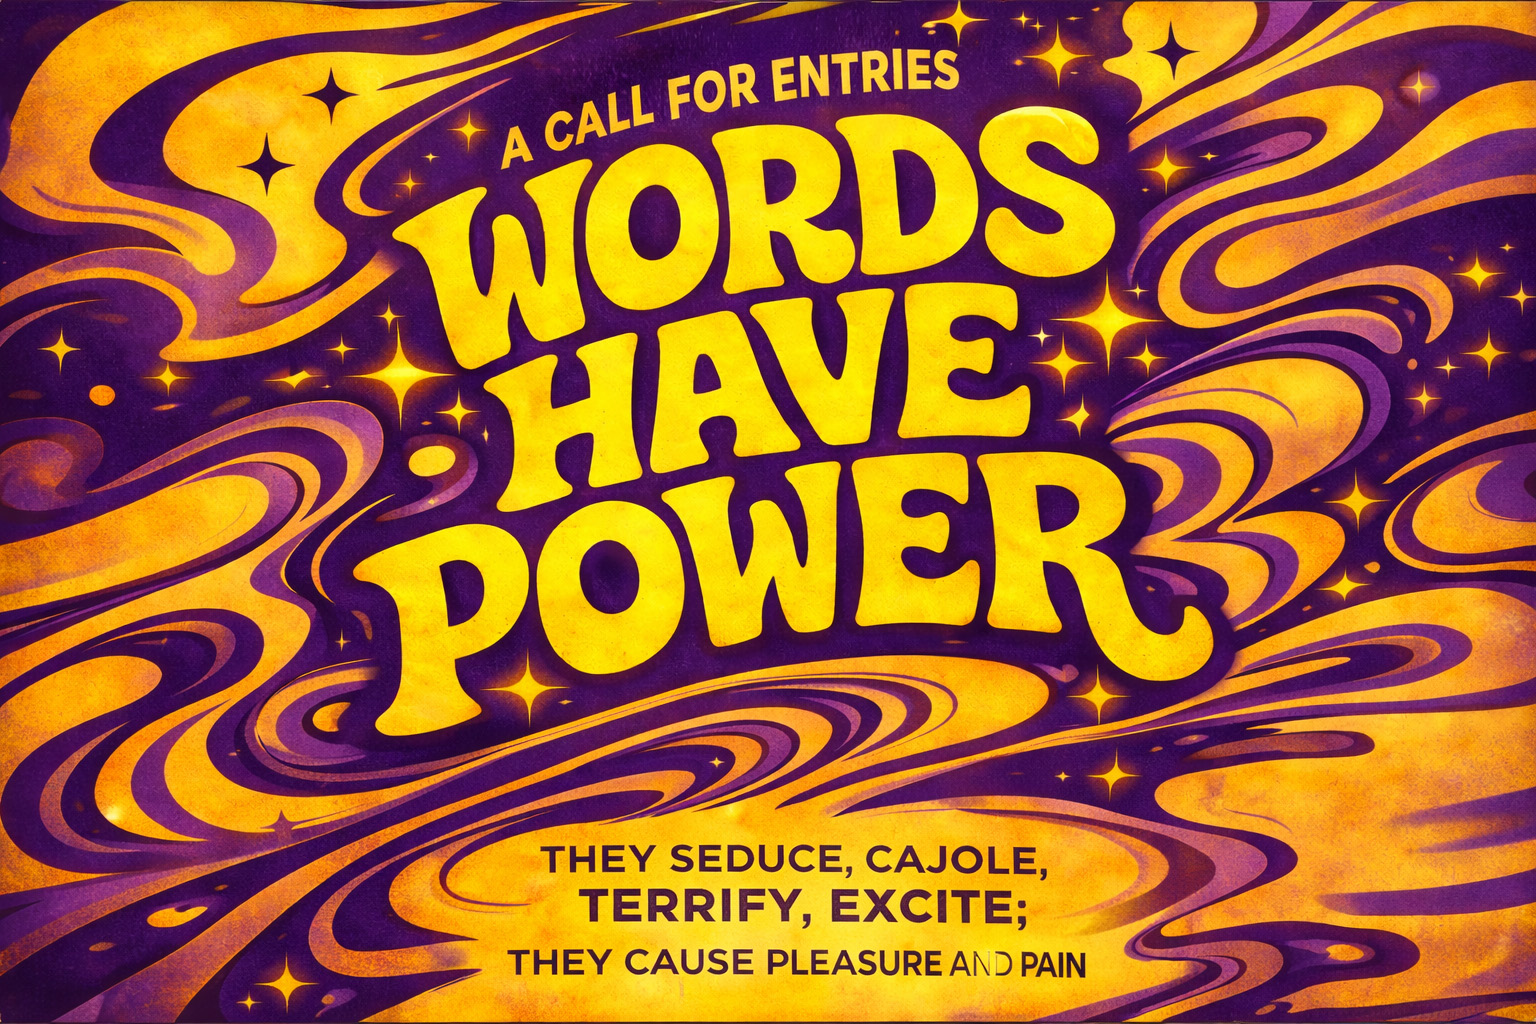 A CALL FOR ENTRIES
WORDS
HAVE
POWER
THEY SEDUCE, CAJOLE,
TERRIFY, EXCITE;
THEY CAUSE PLEASURE AND PAIN